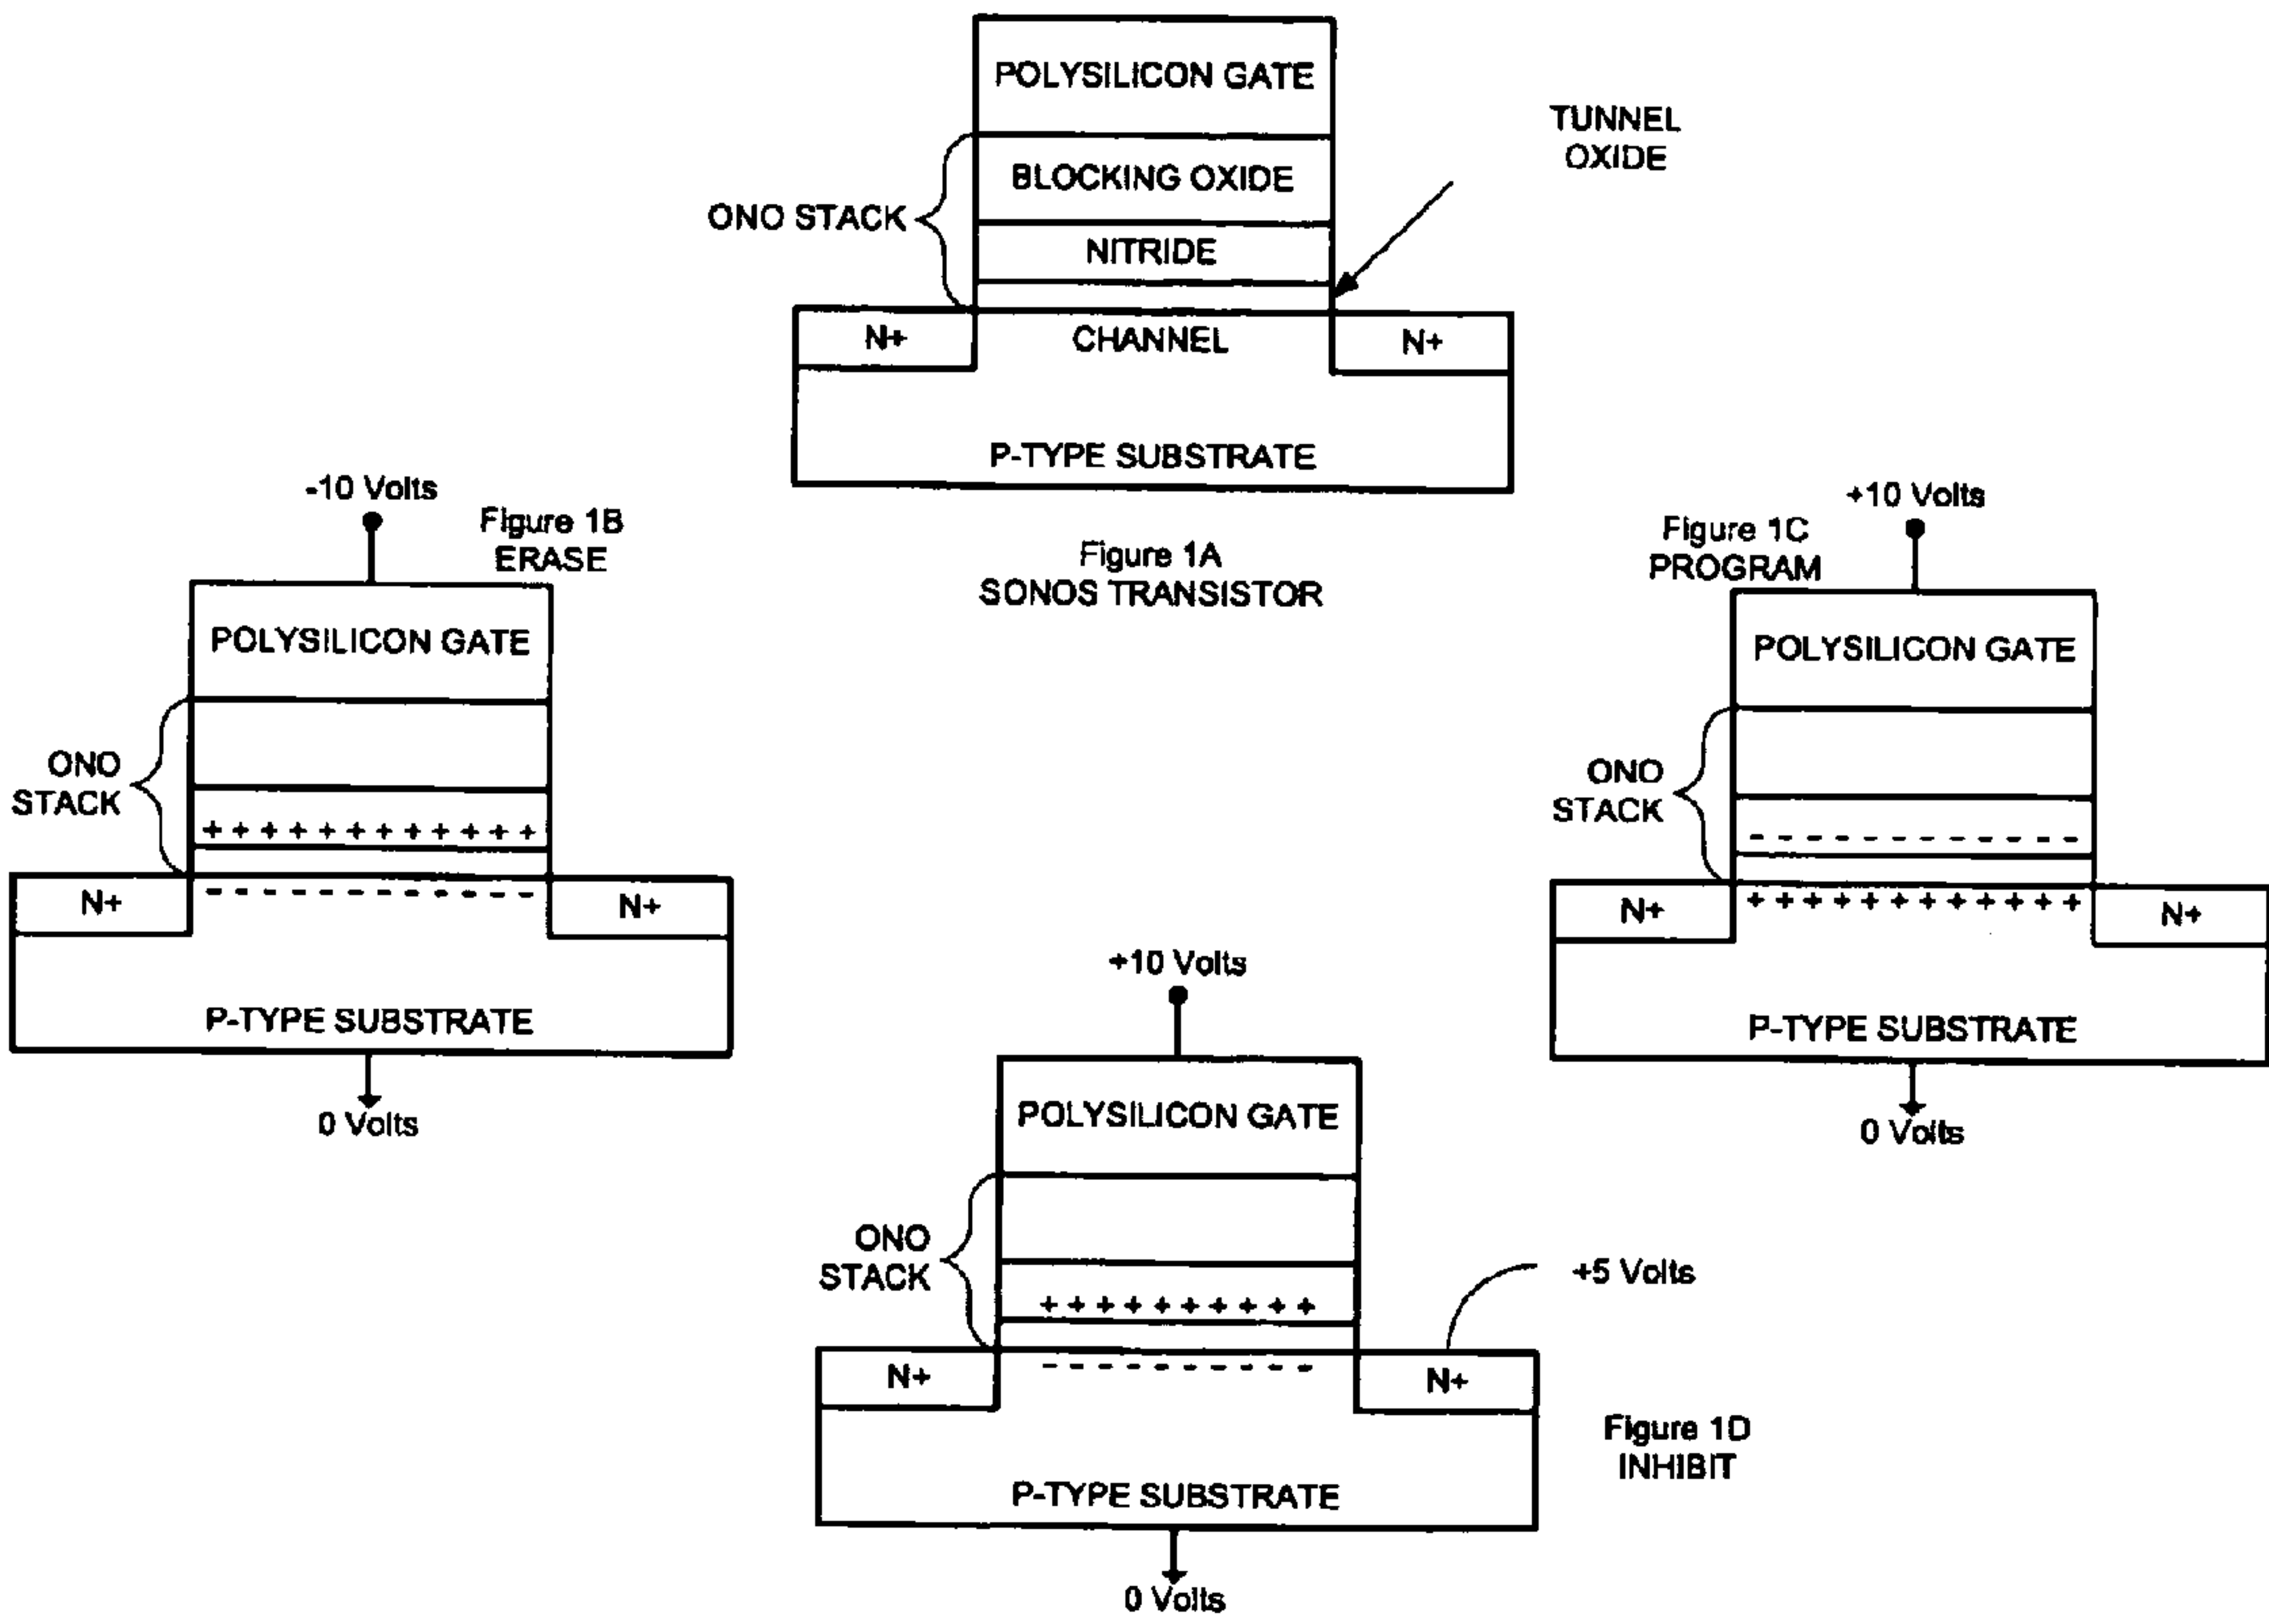 POLYSILICON GATE
TUNNEL
OXIDE
BLOCKING OXIDE
ONO STACK
NITRIDE
N+
CHANNEL
N+
P-TYPE SUBSTRATE
Figure 1A
SONOS TRANSISTOR
-10 Volts
Figure 1B
ERASE
POLYSILICON GATE
ONO
STACK
+ + + + + + + + + + + +
- - - - - - - - - - - -
N+
N+
P-TYPE SUBSTRATE
0 Volts
+10 Volts
Figure 1C
PROGRAM
POLYSILICON GATE
ONO
STACK
- - - - - - - - - - - -
+ + + + + + + + + + + +
N+
N+
P-TYPE SUBSTRATE
0 Volts
+10 Volts
POLYSILICON GATE
ONO
STACK
+5 Volts
+ + + + + + + + + +
- - - - - - - - - -
N+
N+
Figure 1D
INHIBIT
P-TYPE SUBSTRATE
0 Volts